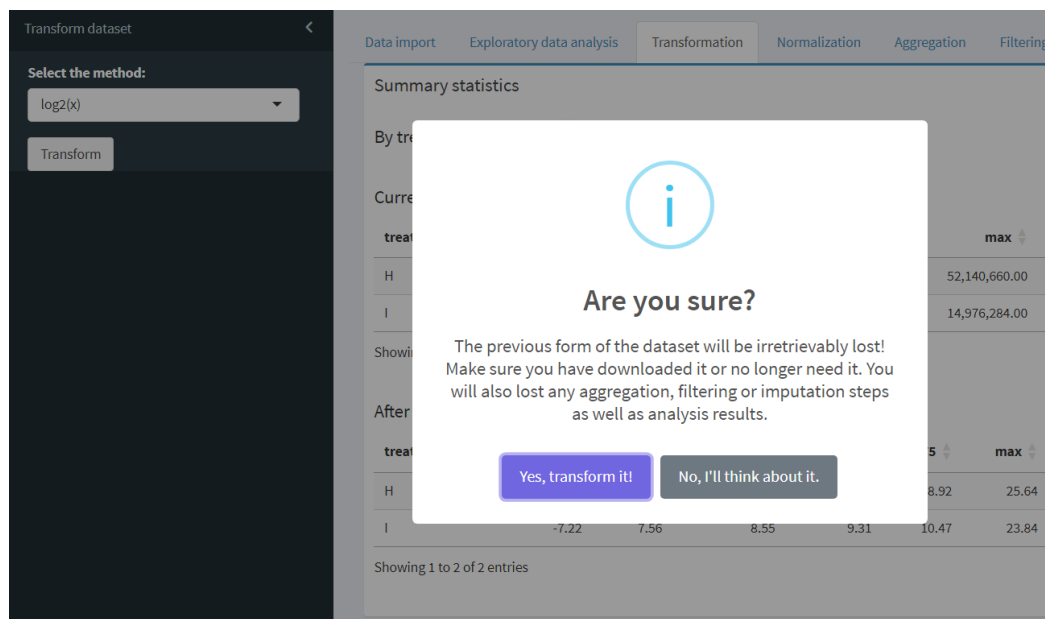 Transform dataset
Select the method:
log2(x)
Transform
Data import Exploratory data analysis Transformation Normalization Aggregation Filtering
Summary statistics
By tre
Curre
treat max
H 52,140,660.00
I 14,976,284.00
Showi
i
Are you sure?
The previous form of the dataset will be irretrievably lost!
Make sure you have downloaded it or no longer need it. You
will also lost any aggregation, filtering or imputation steps
as well as analysis results.
Yes, transform it! No, I'll think about it.
After
treat 5 max
H 8.92 25.64
I -7.22 7.56 8.55 9.31 10.47 23.84
Showing 1 to 2 of 2 entries